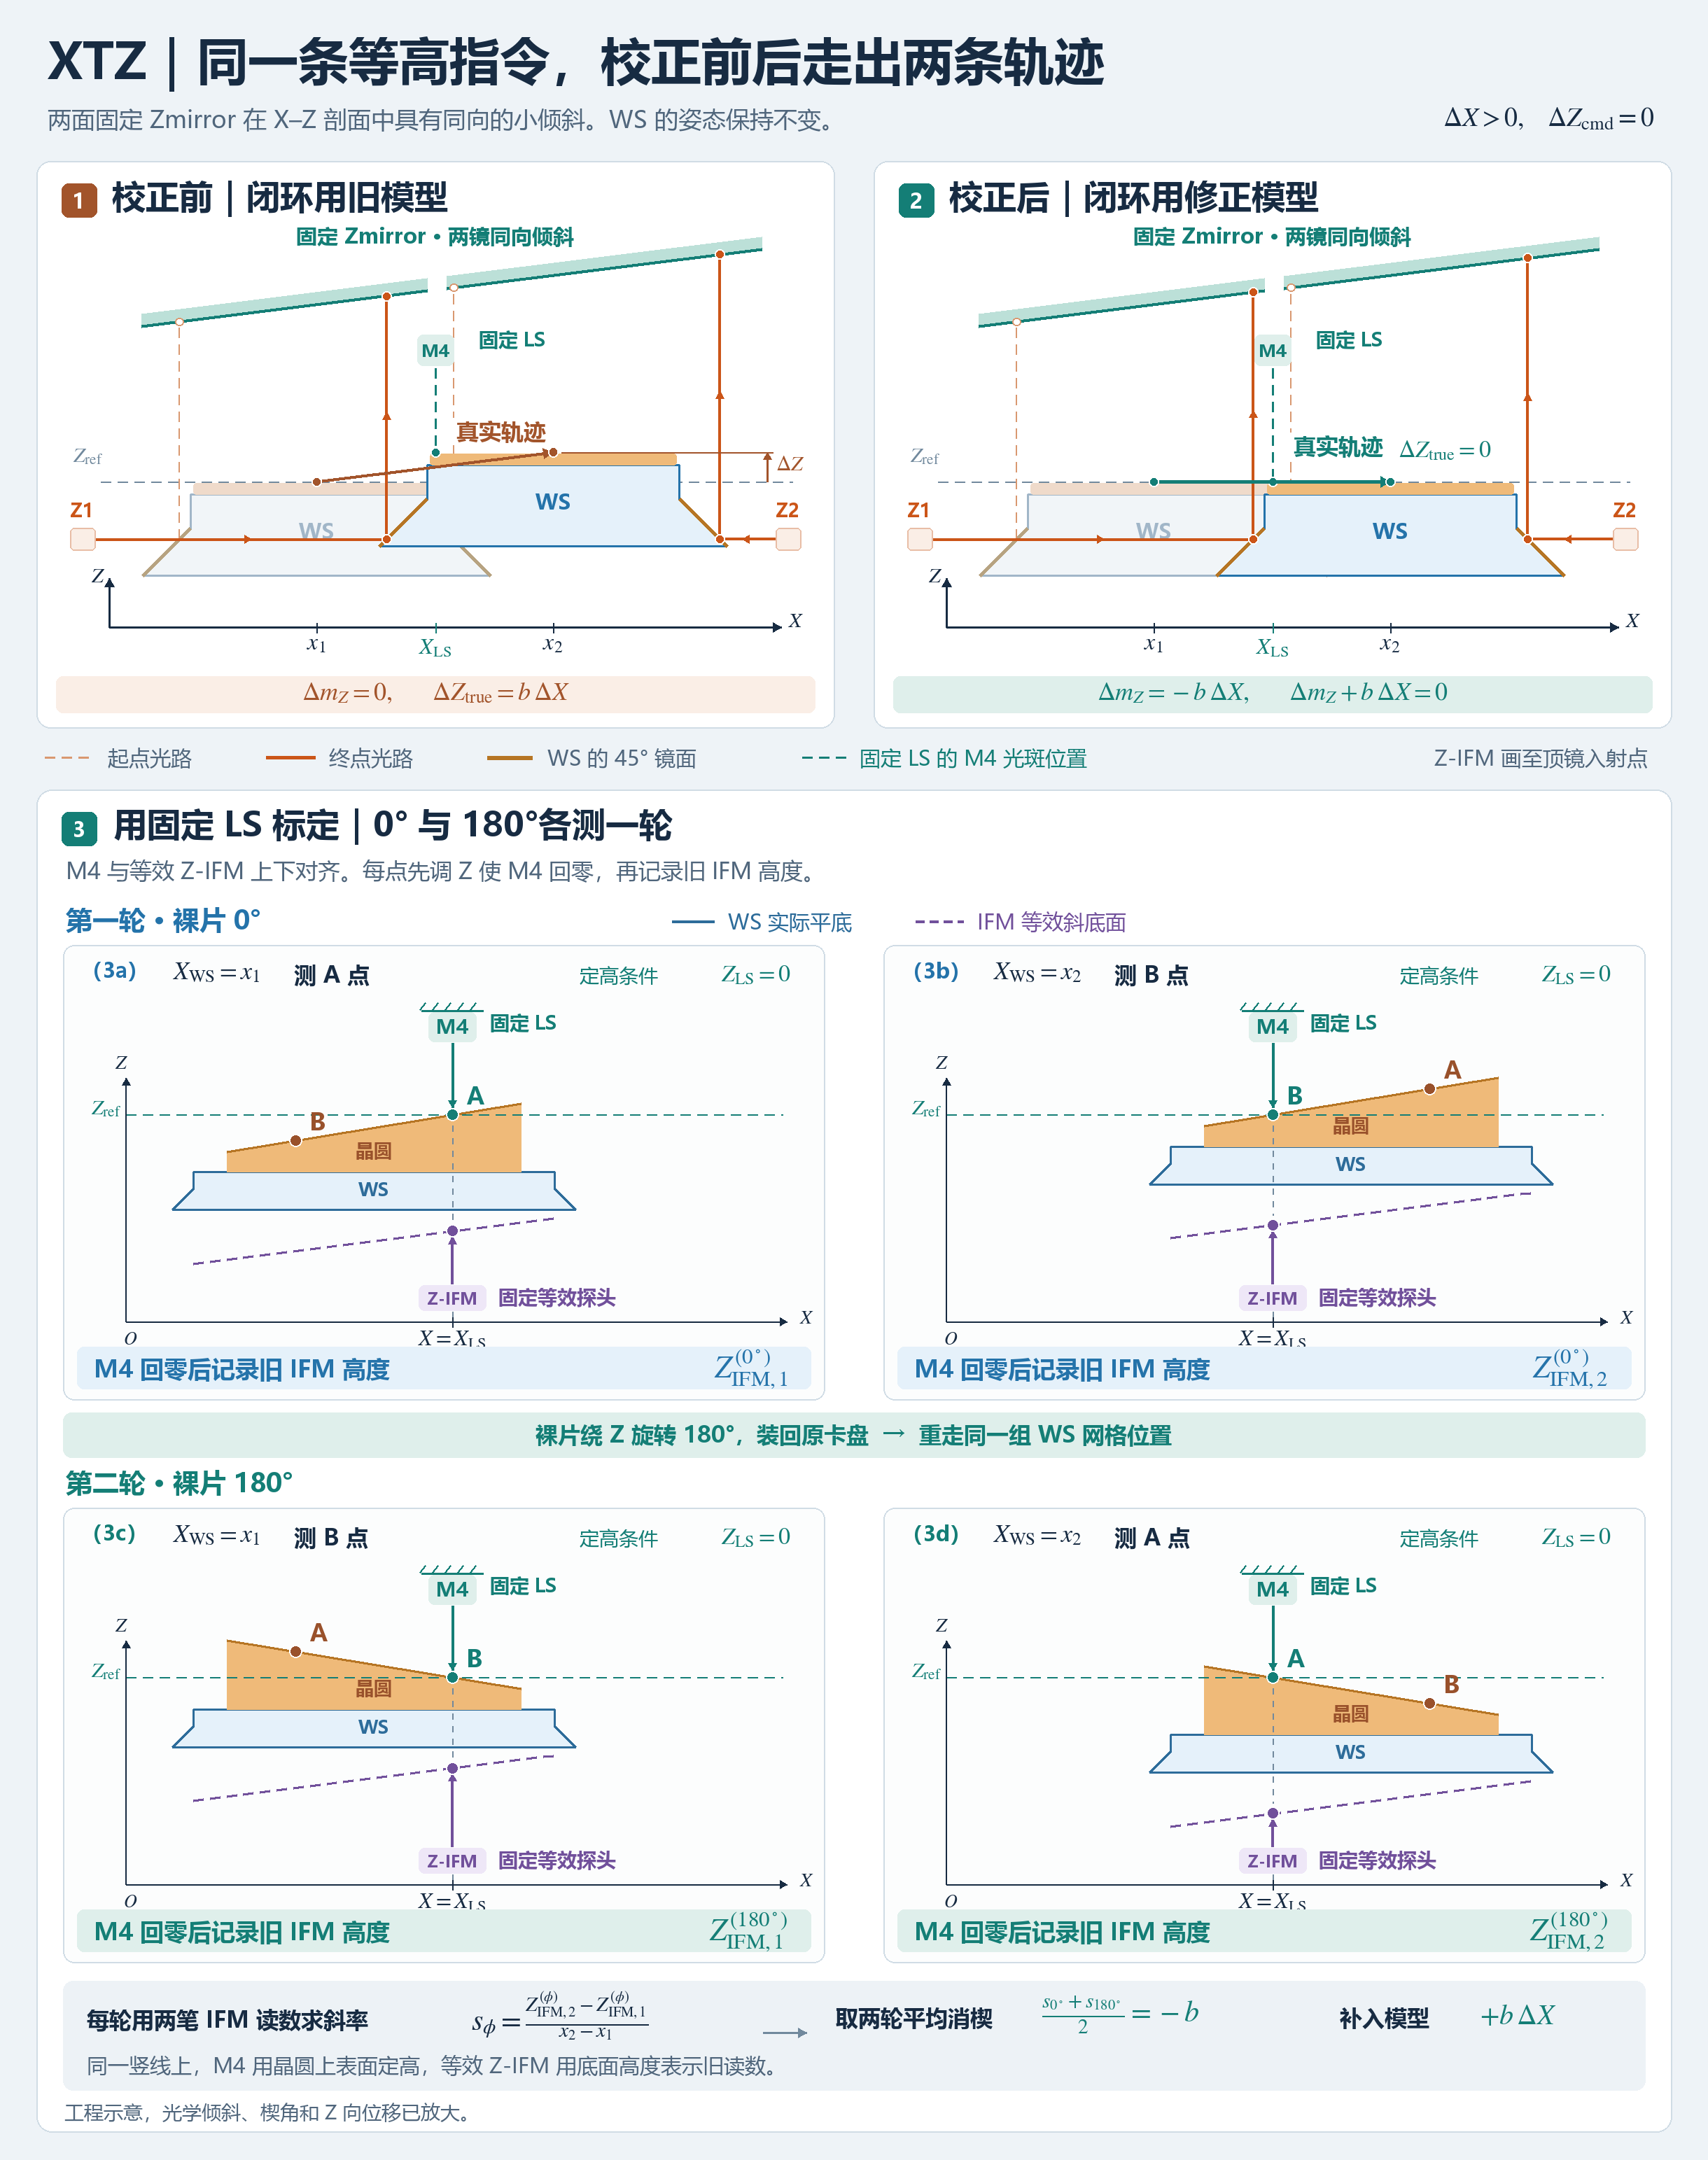 XTZ | 同一条等高指令，校正前后走出两条轨迹
两面固定 Zmirror 在 X–Z 剖面中具有同向的小倾斜。WS 的姿态保持不变。
ΔX>0, ΔZcmd=0
1 校正前 | 闭环用旧模型
固定 Zmirror • 两镜同向倾斜
M4
固定 LS
真实轨迹
Zref
ΔZ
Z1
WS
WS
Z2
Z
X
x1
XLS
x2
ΔmZ=0, ΔZtrue=b ΔX
2 校正后 | 闭环用修正模型
固定 Zmirror • 两镜同向倾斜
M4
固定 LS
真实轨迹
ΔZtrue=0
Zref
Z1
WS
WS
Z2
Z
X
x1
XLS
x2
ΔmZ=−b ΔX, ΔmZ+b ΔX=0
起点光路
终点光路
WS 的 45° 镜面
固定 LS 的 M4 光斑位置
Z-IFM 画至顶镜入射点
3 用固定 LS 标定 | 0° 与 180°各测一轮
M4 与等效 Z-IFM 上下对齐。每点先调 Z 使 M4 回零，再记录旧 IFM 高度。
第一轮 • 裸片 0°
WS 实际平底
IFM 等效斜底面
(3a) XWS=x1 测 A 点 定高条件 ZLS=0
M4 固定 LS
Z
A
Zref
B
晶圆
WS
Z-IFM 固定等效探头
X
O
X=XLS
M4 回零后记录旧 IFM 高度 Z(0°)IFM,1
(3b) XWS=x2 测 B 点 定高条件 ZLS=0
M4 固定 LS
Z
A
B
Zref
晶圆
WS
Z-IFM 固定等效探头
X
O
X=XLS
M4 回零后记录旧 IFM 高度 Z(0°)IFM,2
裸片绕 Z 旋转 180°，装回原卡盘 → 重走同一组 WS 网格位置
第二轮 • 裸片 180°
(3c) XWS=x1 测 B 点 定高条件 ZLS=0
M4 固定 LS
Z
A
B
Zref
晶圆
WS
Z-IFM 固定等效探头
X
O
X=XLS
M4 回零后记录旧 IFM 高度 Z(180°)IFM,1
(3d) XWS=x2 测 A 点 定高条件 ZLS=0
M4 固定 LS
Z
A
Zref
B
晶圆
WS
Z-IFM 固定等效探头
X
O
X=XLS
M4 回零后记录旧 IFM 高度 Z(180°)IFM,2
每轮用两笔 IFM 读数求斜率 sϕ=(Z(ϕ)IFM,2−Z(ϕ)IFM,1)/(x2−x1) → 取两轮平均消楔 (s0°+s180°)/2=−b 补入模型 +b ΔX
同一竖线上，M4 用晶圆上表面定高，等效 Z-IFM 用底面高度表示旧读数。
工程示意，光学倾斜、楔角和 Z 向位移已放大。